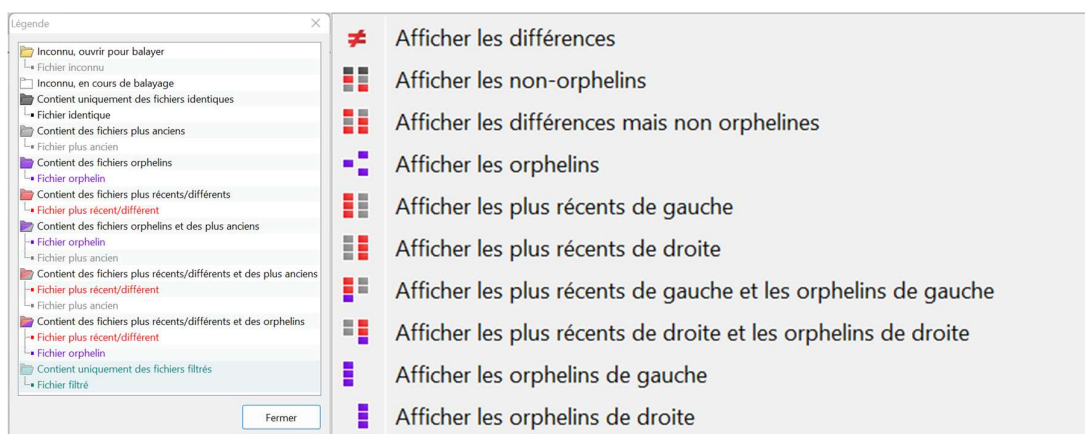 Légende
Inconnu, ouvrir pour balayer
Fichier inconnu
Inconnu, en cours de balayage
Contient uniquement des fichiers identiques
Fichier identique
Contient des fichiers plus anciens
Fichier plus ancien
Contient des fichiers orphelins
Fichier orphelin
Contient des fichiers plus récents/différents
Fichier plus récent/différent
Contient des fichiers orphelins et des plus anciens
Fichier orphelin
Fichier plus ancien
Contient des fichiers plus récents/différents et des plus anciens
Fichier plus récent/différent
Fichier plus ancien
Contient des fichiers plus récents/différents et des orphelins
Fichier plus récent/différent
Fichier orphelin
Contient uniquement des fichiers filtrés
Fichier filtré
Fermer
Afficher les différences
Afficher les non-orphelins
Afficher les différences mais non orphelines
Afficher les orphelins
Afficher les plus récents de gauche
Afficher les plus récents de droite
Afficher les plus récents de gauche et les orphelins de gauche
Afficher les plus récents de droite et les orphelins de droite
Afficher les orphelins de gauche
Afficher les orphelins de droite